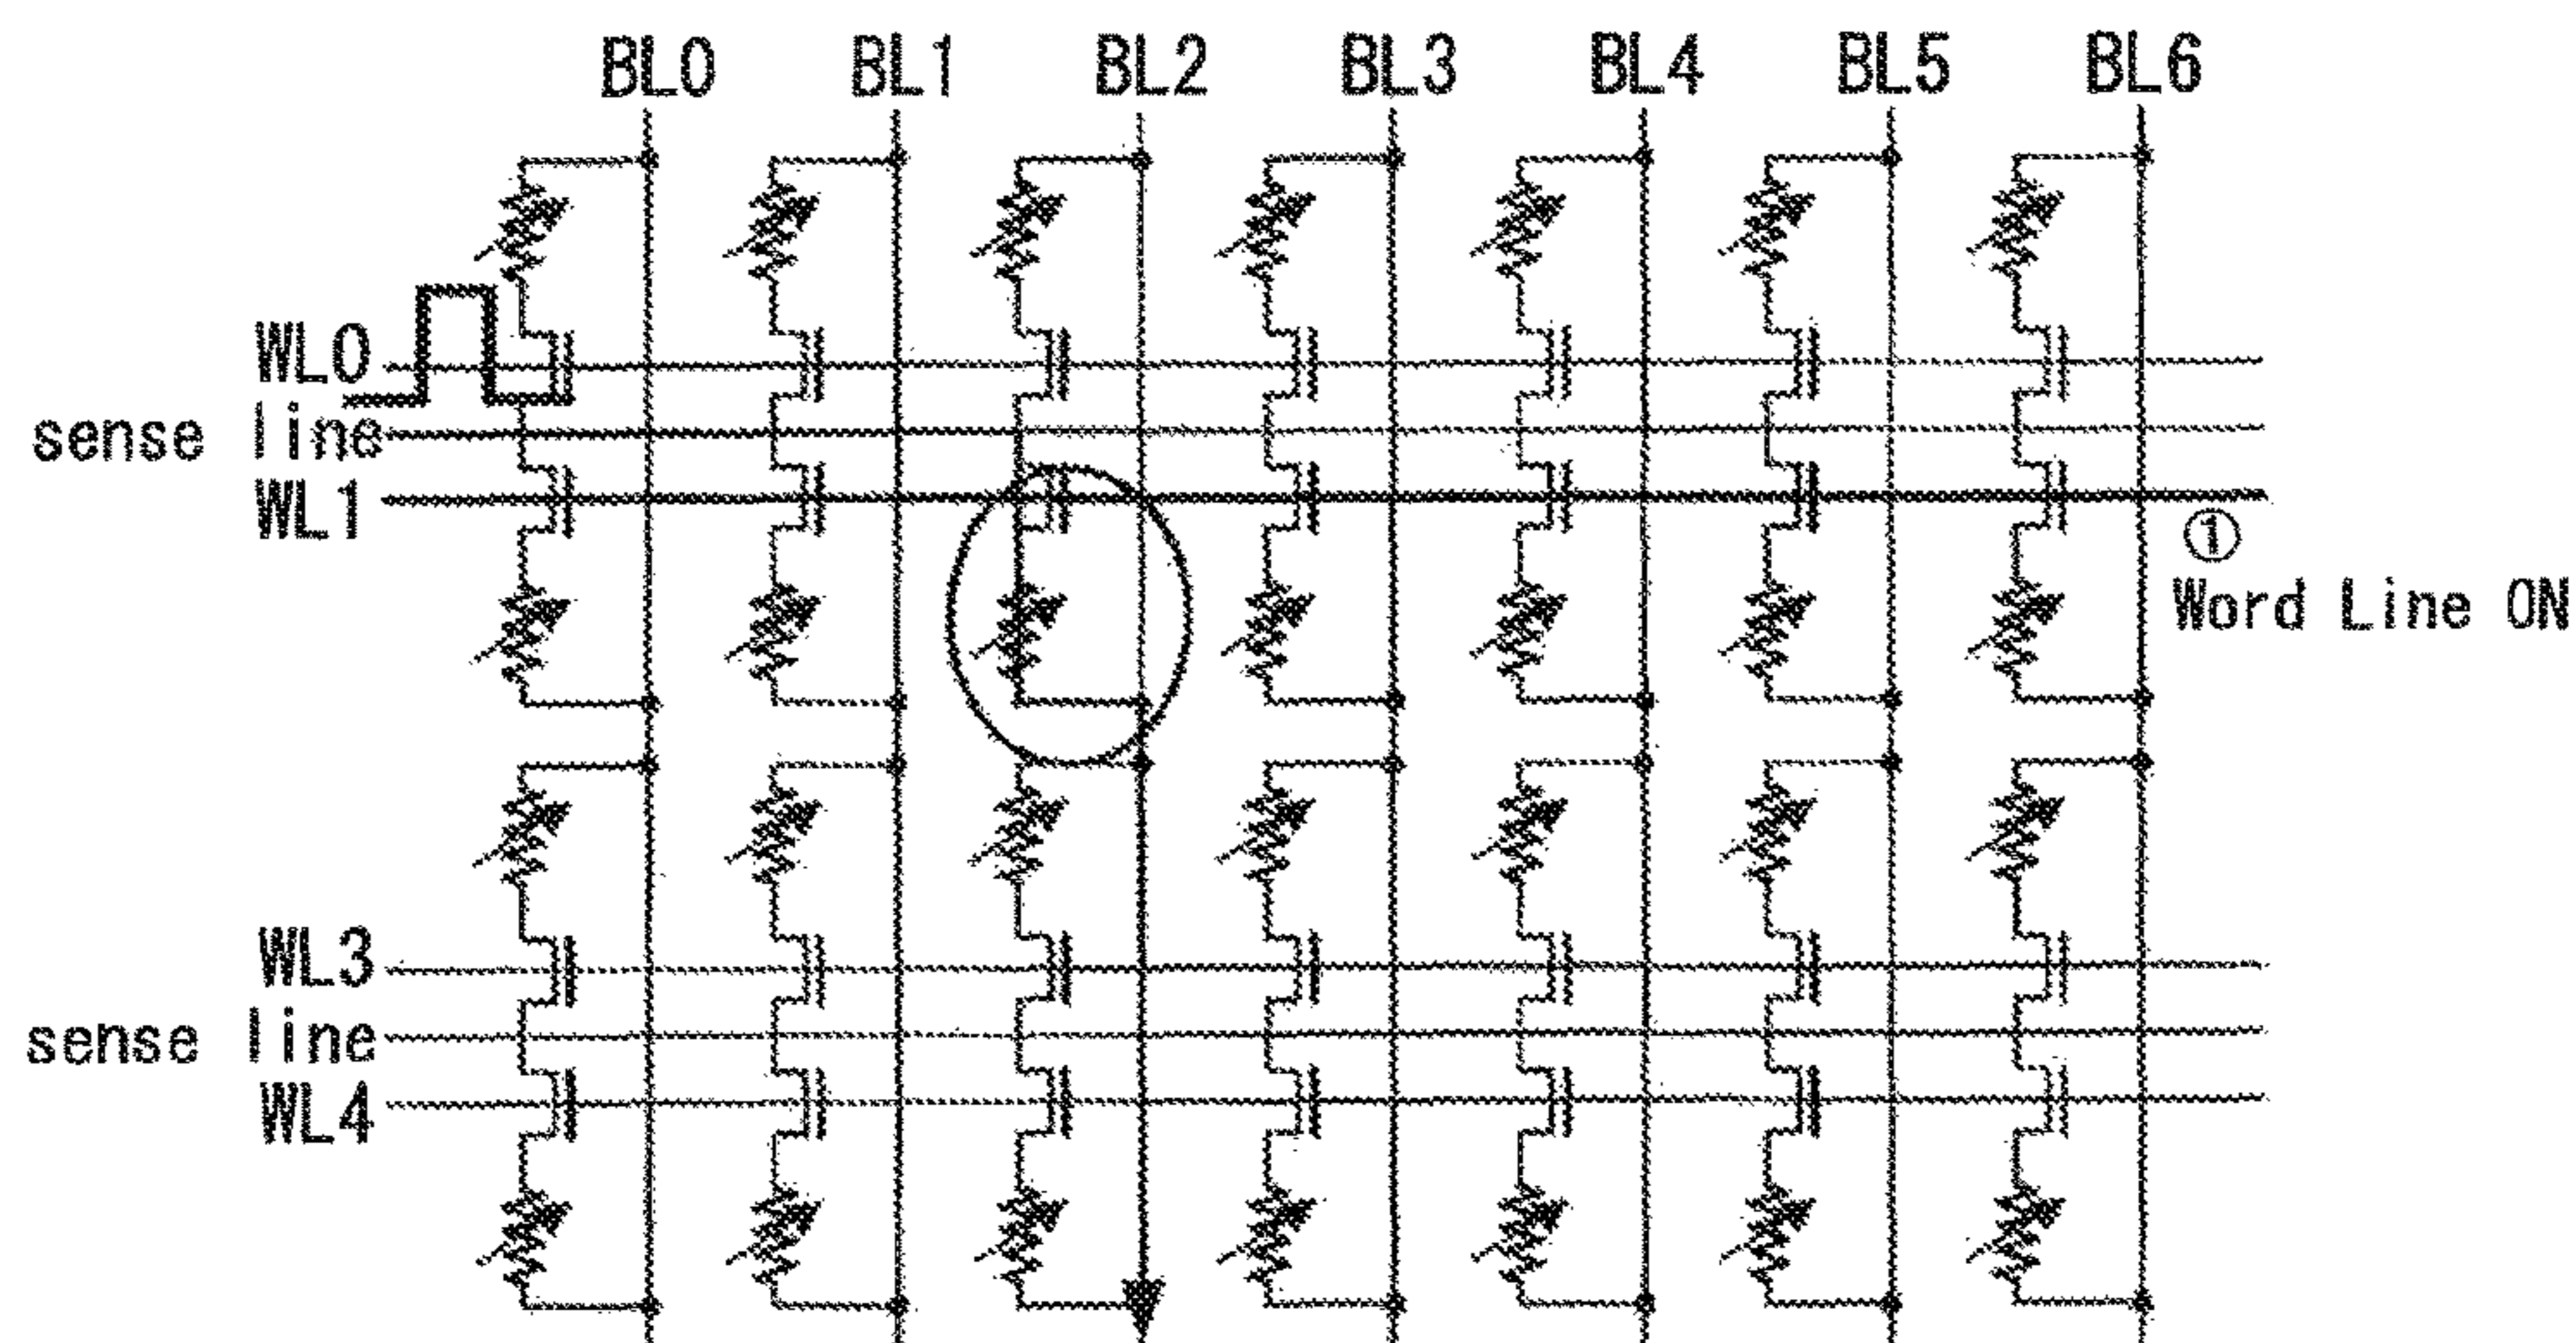 BL0 BL1 BL2 BL3 BL4 BL5 BL6
WL0
sense line
WL1
①
Word Line ON
WL3
sense line
WL4